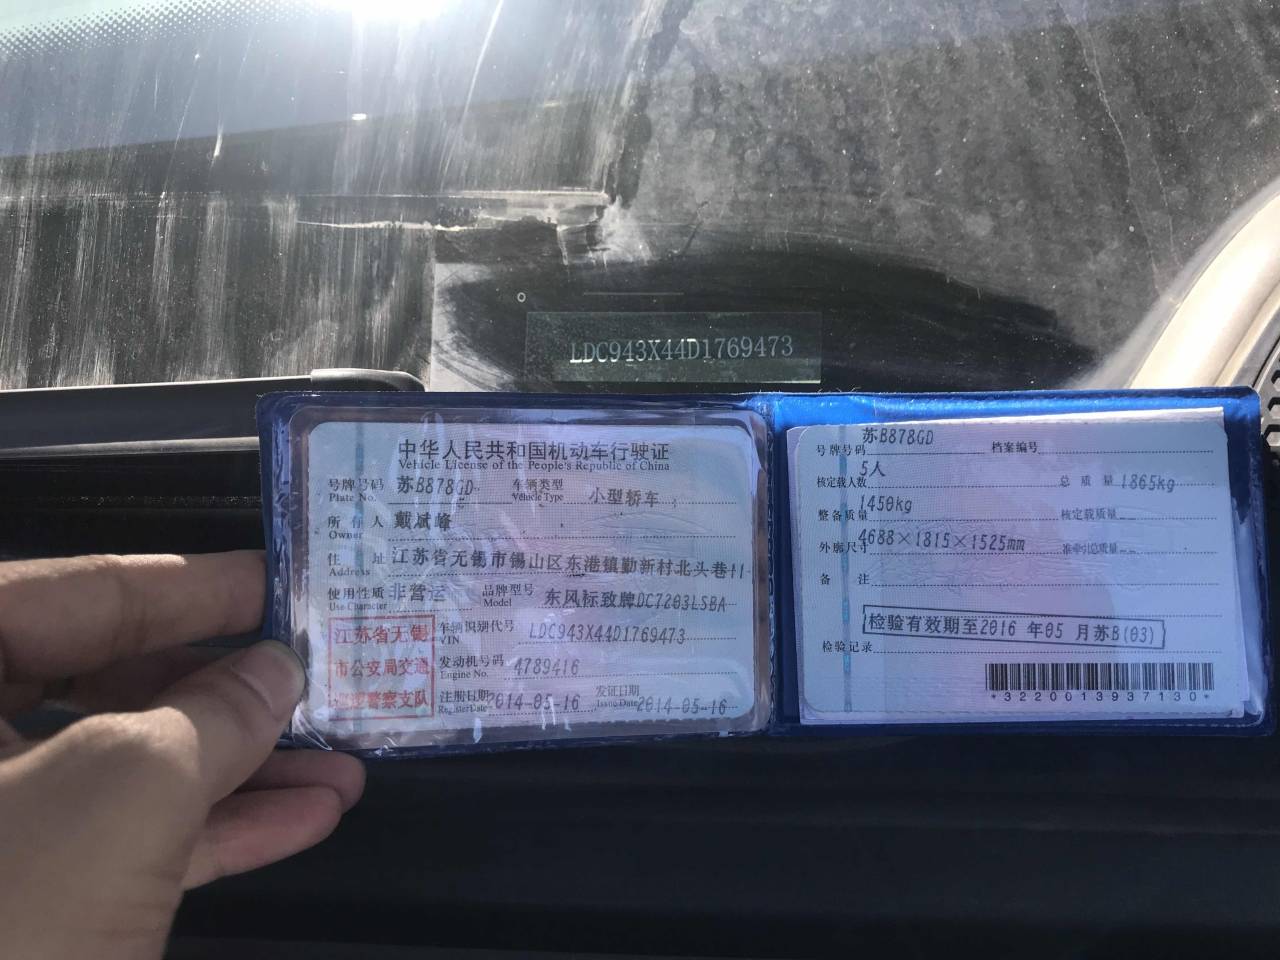 LDC943X44D1769473
中华人民共和国机动车行驶证
Vehicle License of the People's Republic of China
号牌号码 苏B878GD 车辆类型 小型轿车
Plate No. Vehicle Type
所有人 戴斌峰
Owner
住址 江苏省无锡市锡山区东港镇勤新村北头巷11
Address
使用性质 非营运 品牌型号 东风标致牌DC7203LSBA
Use Character Model
江苏省无锡
市公安局交通
巡逻警察支队
车辆识别代号 LDC943X44D1769473
VIN
发动机号码 4789416
Engine No.
注册日期 2014-05-16 发证日期 2014-05-16
Register Date Issue Date
号牌号码 苏B878GD 档案编号
核定载人数 5人 总质量 1865kg
整备质量 1450kg 核定载质量 --
外廓尺寸 4688×1815×1525mm 准牵引总质量 --
备注
检验有效期至2016 年05 月苏B(03)
检验记录
*3220013937130*